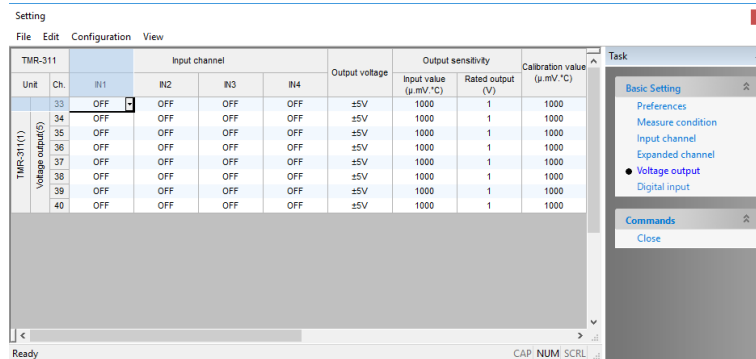 Setting
File Edit Configuration View
TMR-311 Input channel Output voltage Output sensitivity Calibration value (μ.mV.°C)
Unit Ch. IN1 IN2 IN3 IN4 Input value (μ.mV.°C) Rated output (V)
TMR-311(1)
Voltage output(5)
33 OFF OFF OFF OFF ±5V 1000 1 1000
34 OFF OFF OFF OFF ±5V 1000 1 1000
35 OFF OFF OFF OFF ±5V 1000 1 1000
36 OFF OFF OFF OFF ±5V 1000 1 1000
37 OFF OFF OFF OFF ±5V 1000 1 1000
38 OFF OFF OFF OFF ±5V 1000 1 1000
39 OFF OFF OFF OFF ±5V 1000 1 1000
40 OFF OFF OFF OFF ±5V 1000 1 1000
Task
Basic Setting
Preferences
Measure condition
Input channel
Expanded channel
Voltage output
Digital input
Commands
Close
Ready
CAP NUM SCRL